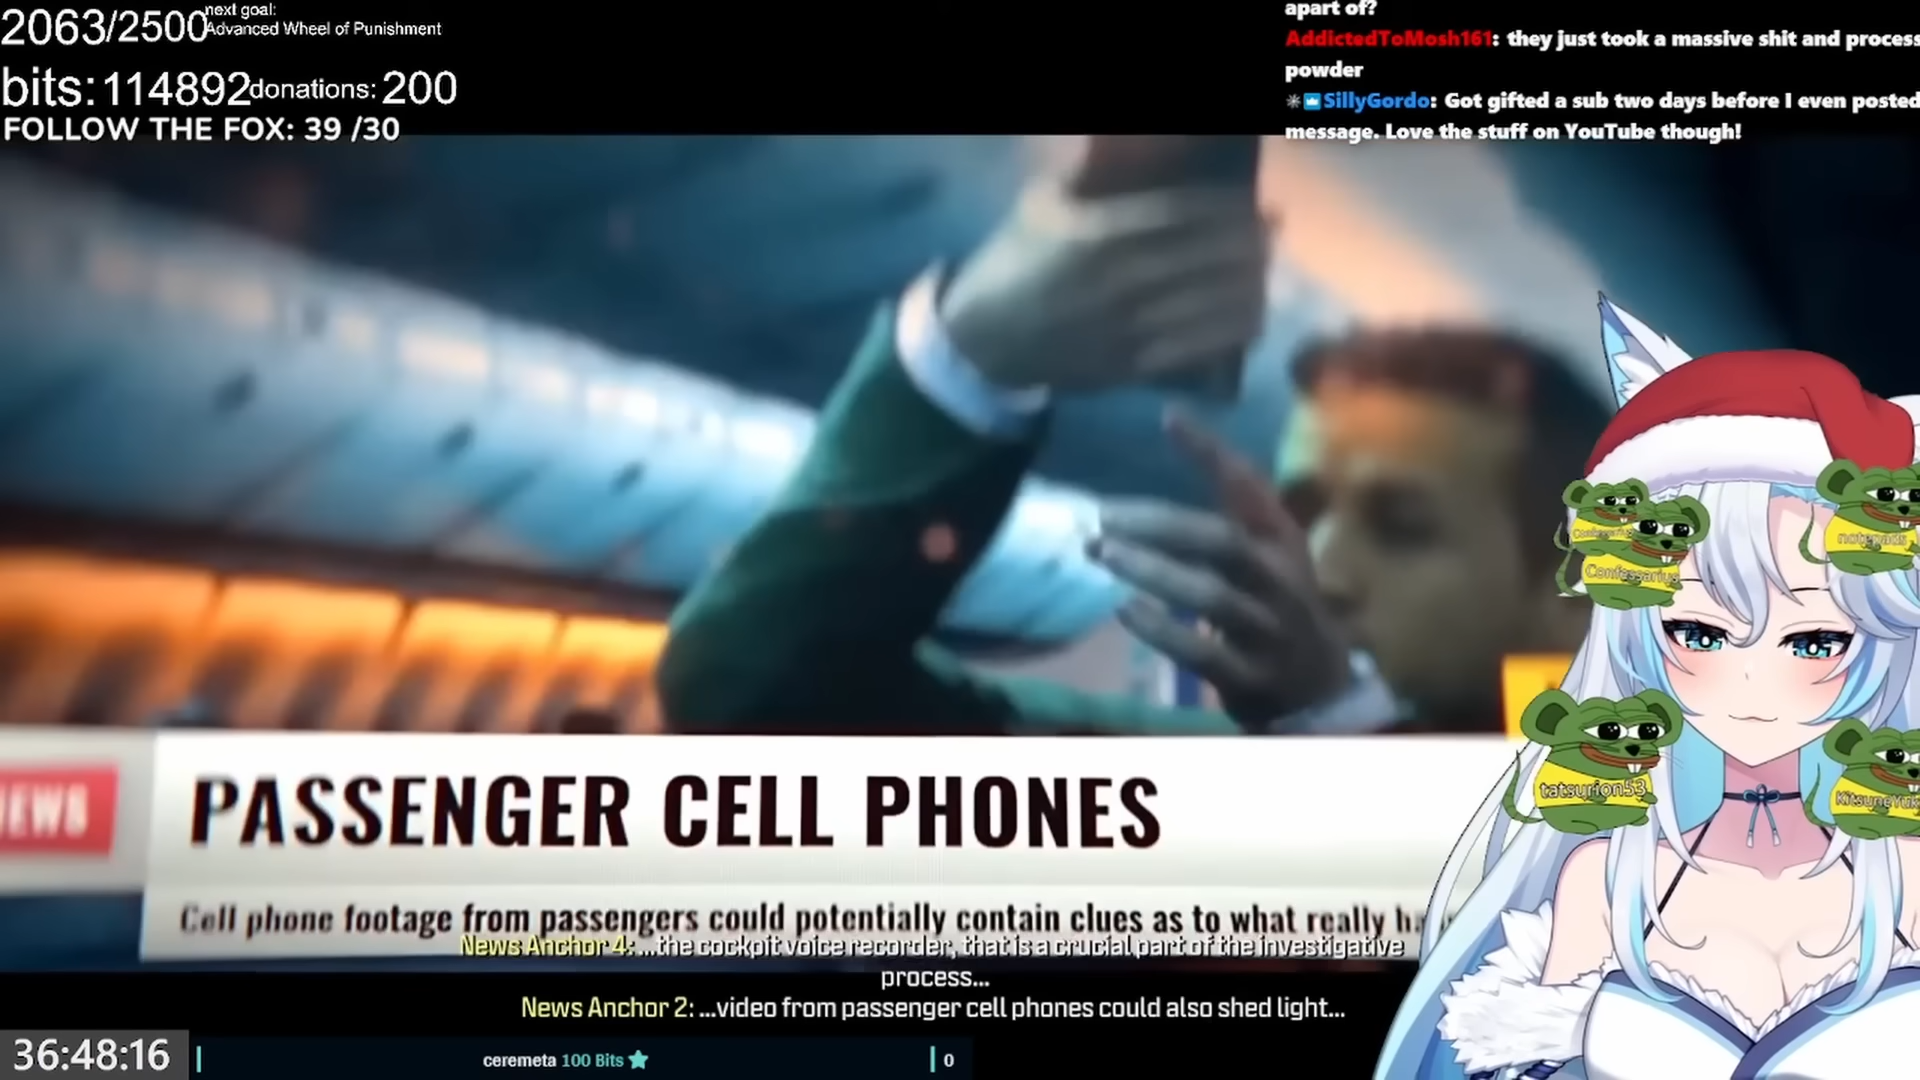 2063/2500
next goal:
Advanced Wheel of Punishment
bits:114892
donations: 200
FOLLOW THE FOX: 39 /30
apart of?
AddictedToMosh161: they just took a massive shit and process
powder
SillyGordo: Got gifted a sub two days before I even posted
message. Love the stuff on YouTube though!
Confessarius
notepads
tatsurion53
KitsuneYuk
NEWS
PASSENGER CELL PHONES
Cell phone footage from passengers could potentially contain clues as to what really
News Anchor 4: ...the cockpit voice recorder, that is a crucial part of the investigative
process...
News Anchor 2: ...video from passenger cell phones could also shed light...
36:48:16
ceremeta 100 Bits
0